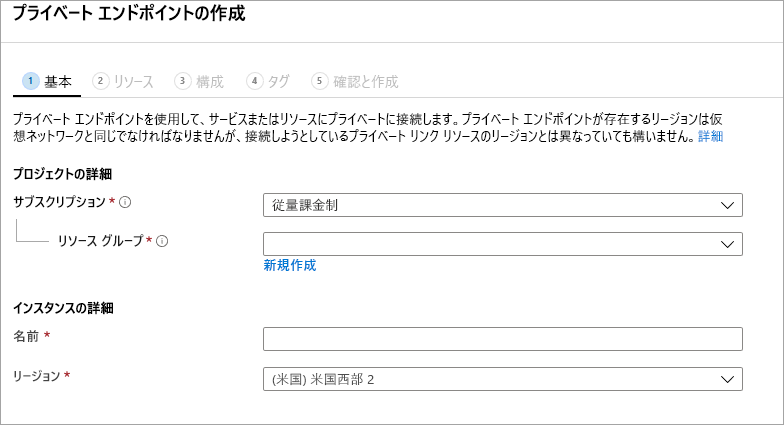 プライベート エンドポイントの作成
1 基本 2 リソース 3 構成 4 タグ 5 確認と作成
プライベート エンドポイントを使用して、サービスまたはリソースにプライベートに接続します。プライベート エンドポイントが存在するリージョンは仮
想ネットワークと同じでなければなりませんが、接続しようとしているプライベート リンク リソースのリージョンとは異なっていても構いません。詳細
プロジェクトの詳細
サブスクリプション * 従量課金制
リソース グループ *
新規作成
インスタンスの詳細
名前 *
リージョン * (米国) 米国西部 2